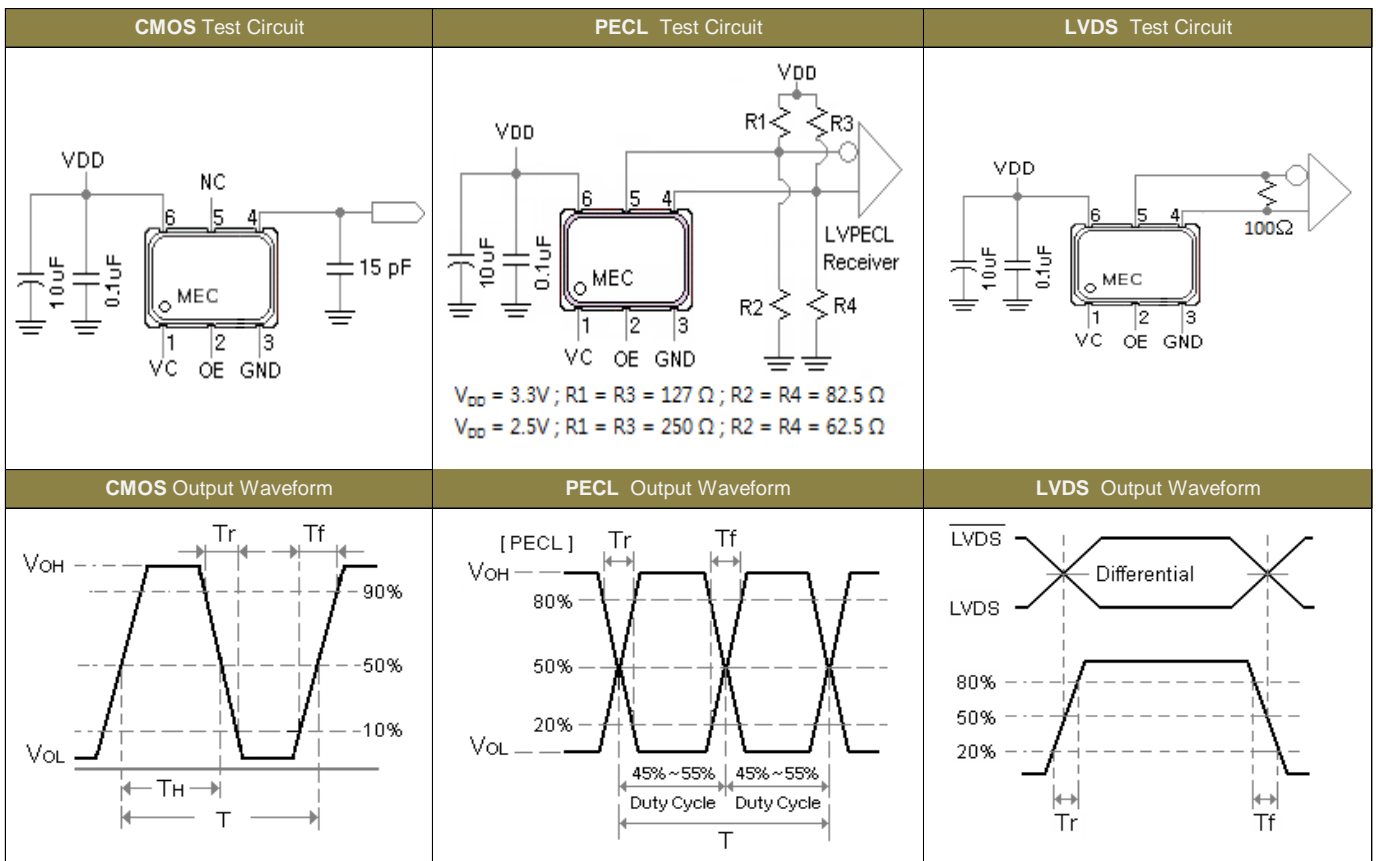 CMOS Test Circuit
PECL Test Circuit
LVDS Test Circuit
VDD
NC
6 5 4
10uF
0.1uF
15 pF
MEC
1 2 3
VC OE GND
VDD
R1
R3
VDD
6 5 4
10uF
0.1uF
LVPECL
Receiver
MEC
R2
R4
1 2 3
VC OE GND
VDD = 3.3V ; R1 = R3 = 127 Ω ; R2 = R4 = 82.5 Ω
VDD = 2.5V ; R1 = R3 = 250 Ω ; R2 = R4 = 62.5 Ω
VDD
6 5 4
100Ω
10uF
0.1uF
MEC
1 2 3
VC OE GND
CMOS Output Waveform
PECL Output Waveform
LVDS Output Waveform
Tr Tf
VOH
90%
50%
10%
VOL
TH
T
[ PECL ] Tr Tf
VOH
80%
50%
20%
VOL
45%~55% 45%~55%
Duty Cycle Duty Cycle
T
LVDS
Differential
LVDS
80%
50%
20%
Tr Tf